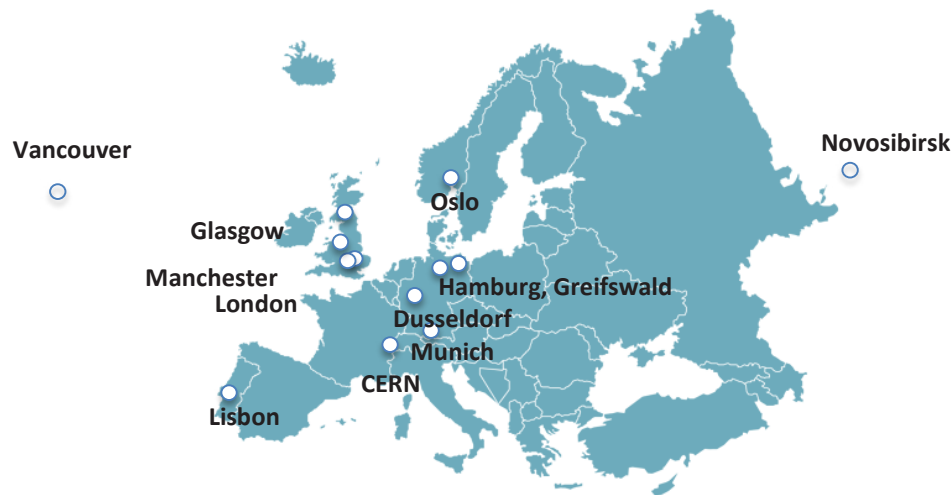 Vancouver
Novosibirsk
Oslo
Glasgow
Manchester
London
Hamburg, Greifswald
Dusseldorf
Munich
CERN
Lisbon